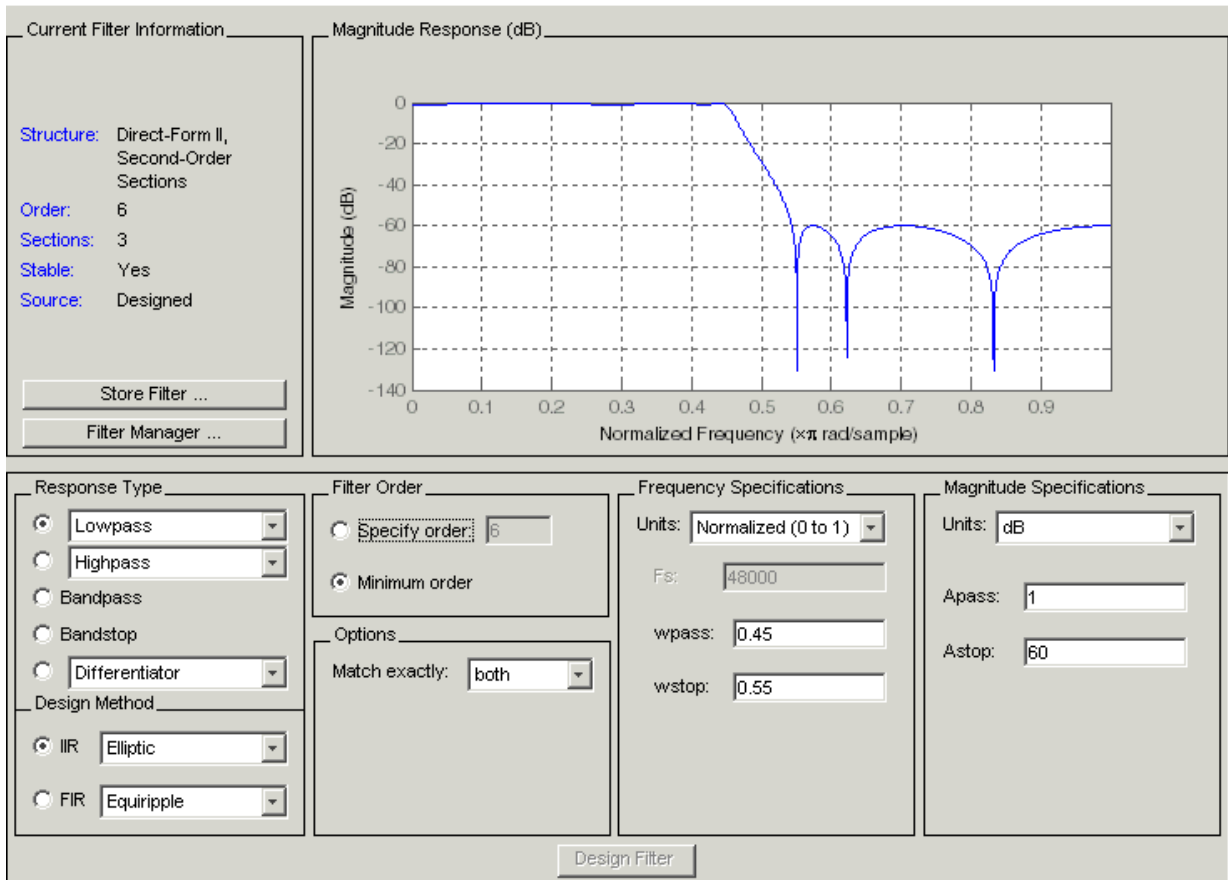 Current Filter Information
Structure: Direct-Form II,
Second-Order
Sections
Order: 6
Sections: 3
Stable: Yes
Source: Designed
Store Filter ...
Filter Manager ...
Magnitude Response (dB)
Magnitude (dB)
0
-20
-40
-60
-80
-100
-120
-140
0 0.1 0.2 0.3 0.4 0.5 0.6 0.7 0.8 0.9
Normalized Frequency (×π rad/sample)
Response Type
Lowpass
Highpass
Bandpass
Bandstop
Differentiator
Design Method
IIR Elliptic
FIR Equiripple
Filter Order
Specify order: 6
Minimum order
Options
Match exactly: both
Frequency Specifications
Units: Normalized (0 to 1)
Fs: 48000
wpass: 0.45
wstop: 0.55
Magnitude Specifications
Units: dB
Apass: 1
Astop: 60
Design Filter